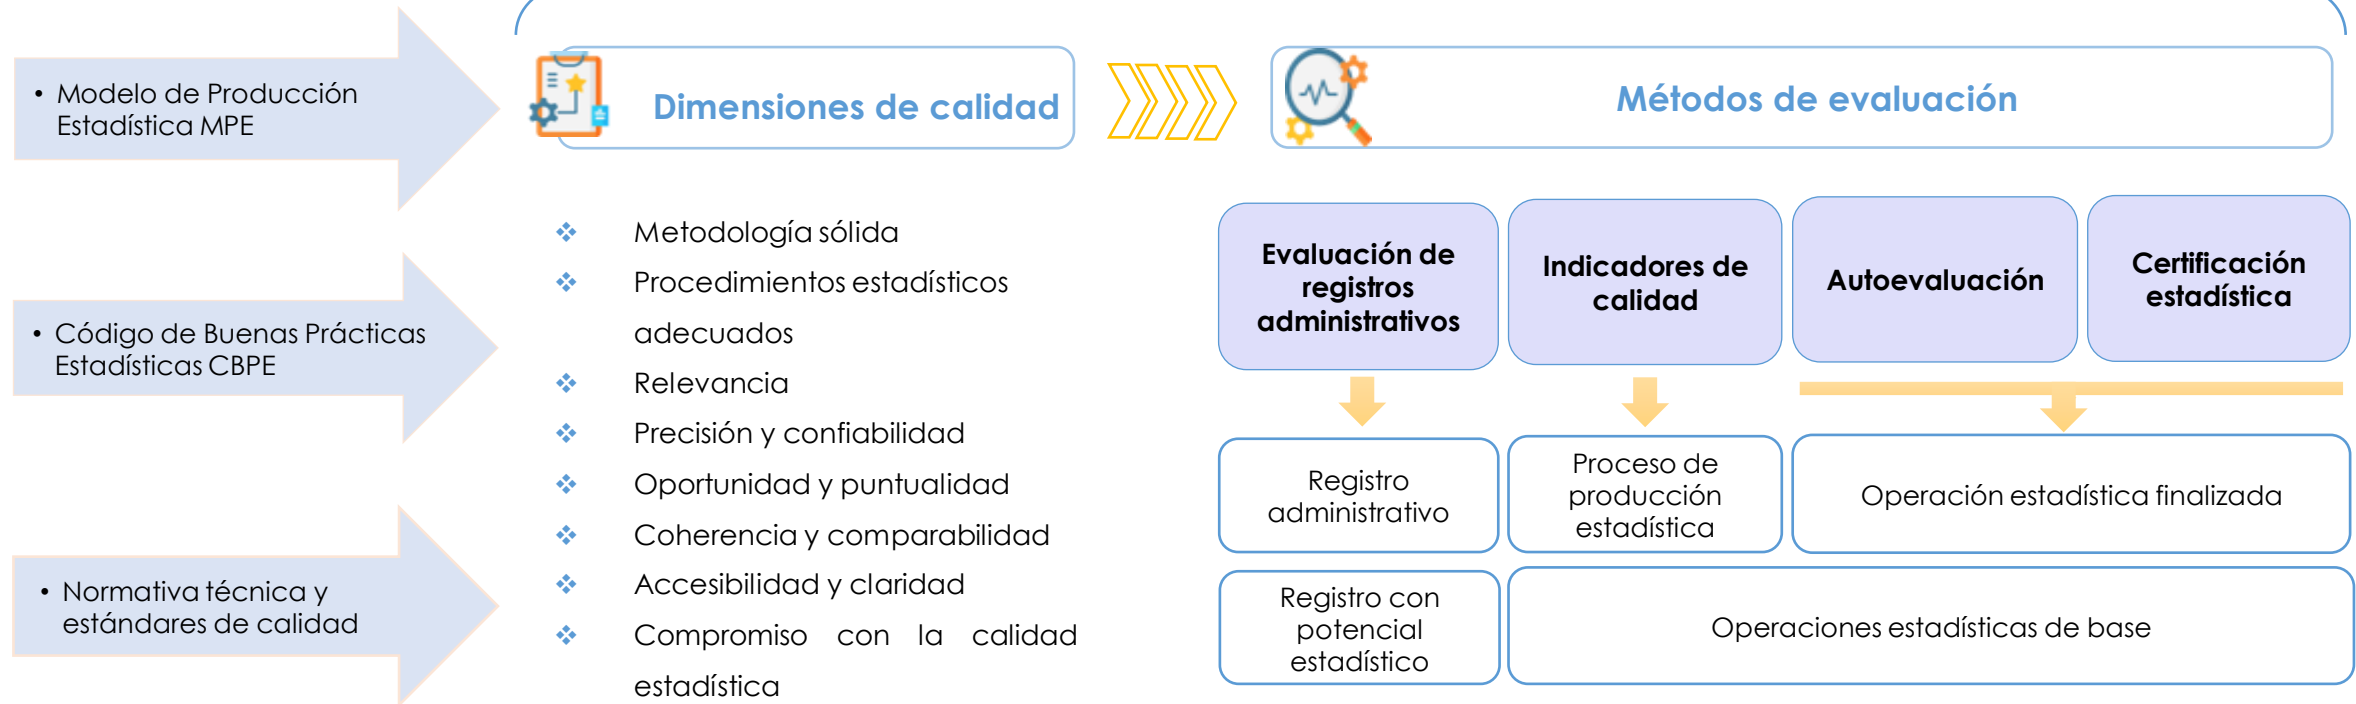 • Modelo de Producción
Estadística MPE
• Código de Buenas Prácticas
Estadísticas CBPE
• Normativa técnica y
estándares de calidad
Dimensiones de calidad
❖ Metodología sólida
❖ Procedimientos estadísticos
adecuados
❖ Relevancia
❖ Precisión y confiabilidad
❖ Oportunidad y puntualidad
❖ Coherencia y comparabilidad
❖ Accesibilidad y claridad
❖ Compromiso con la calidad
estadística
Métodos de evaluación
Evaluación de
registros
administrativos
Indicadores de
calidad
Autoevaluación
Certificación
estadística
Registro
administrativo
Proceso de
producción
estadística
Operación estadística finalizada
Registro con
potencial
estadístico
Operaciones estadísticas de base